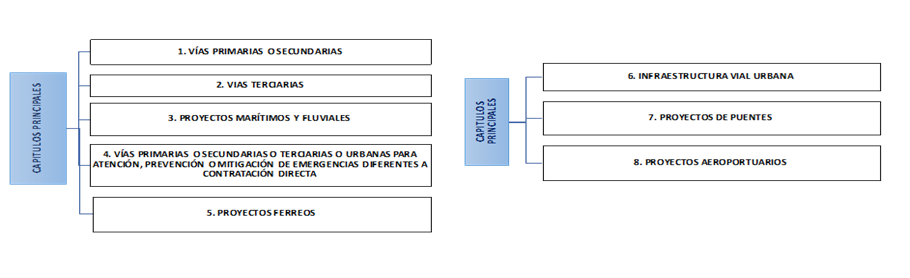 CAPITULOS PRINCIPALES
1. VÍAS PRIMARIAS O SECUNDARIAS
2. VIAS TERCIARIAS
3. PROYECTOS MARÍTIMOS Y FLUVIALES
4. VÍAS PRIMARIAS O SECUNDARIAS O TERCIARIAS O URBANAS PARA
ATENCIÓN, PREVENCIÓN O MITIGACIÓN DE EMERGENCIAS DIFERENTES A
CONTRATACIÓN DIRECTA
5. PROYECTOS FERREOS
CAPITULOS
PRINCIPALES
6. INFRAESTRUCTURA VIAL URBANA
7. PROYECTOS DE PUENTES
8. PROYECTOS AEROPORTUARIOS